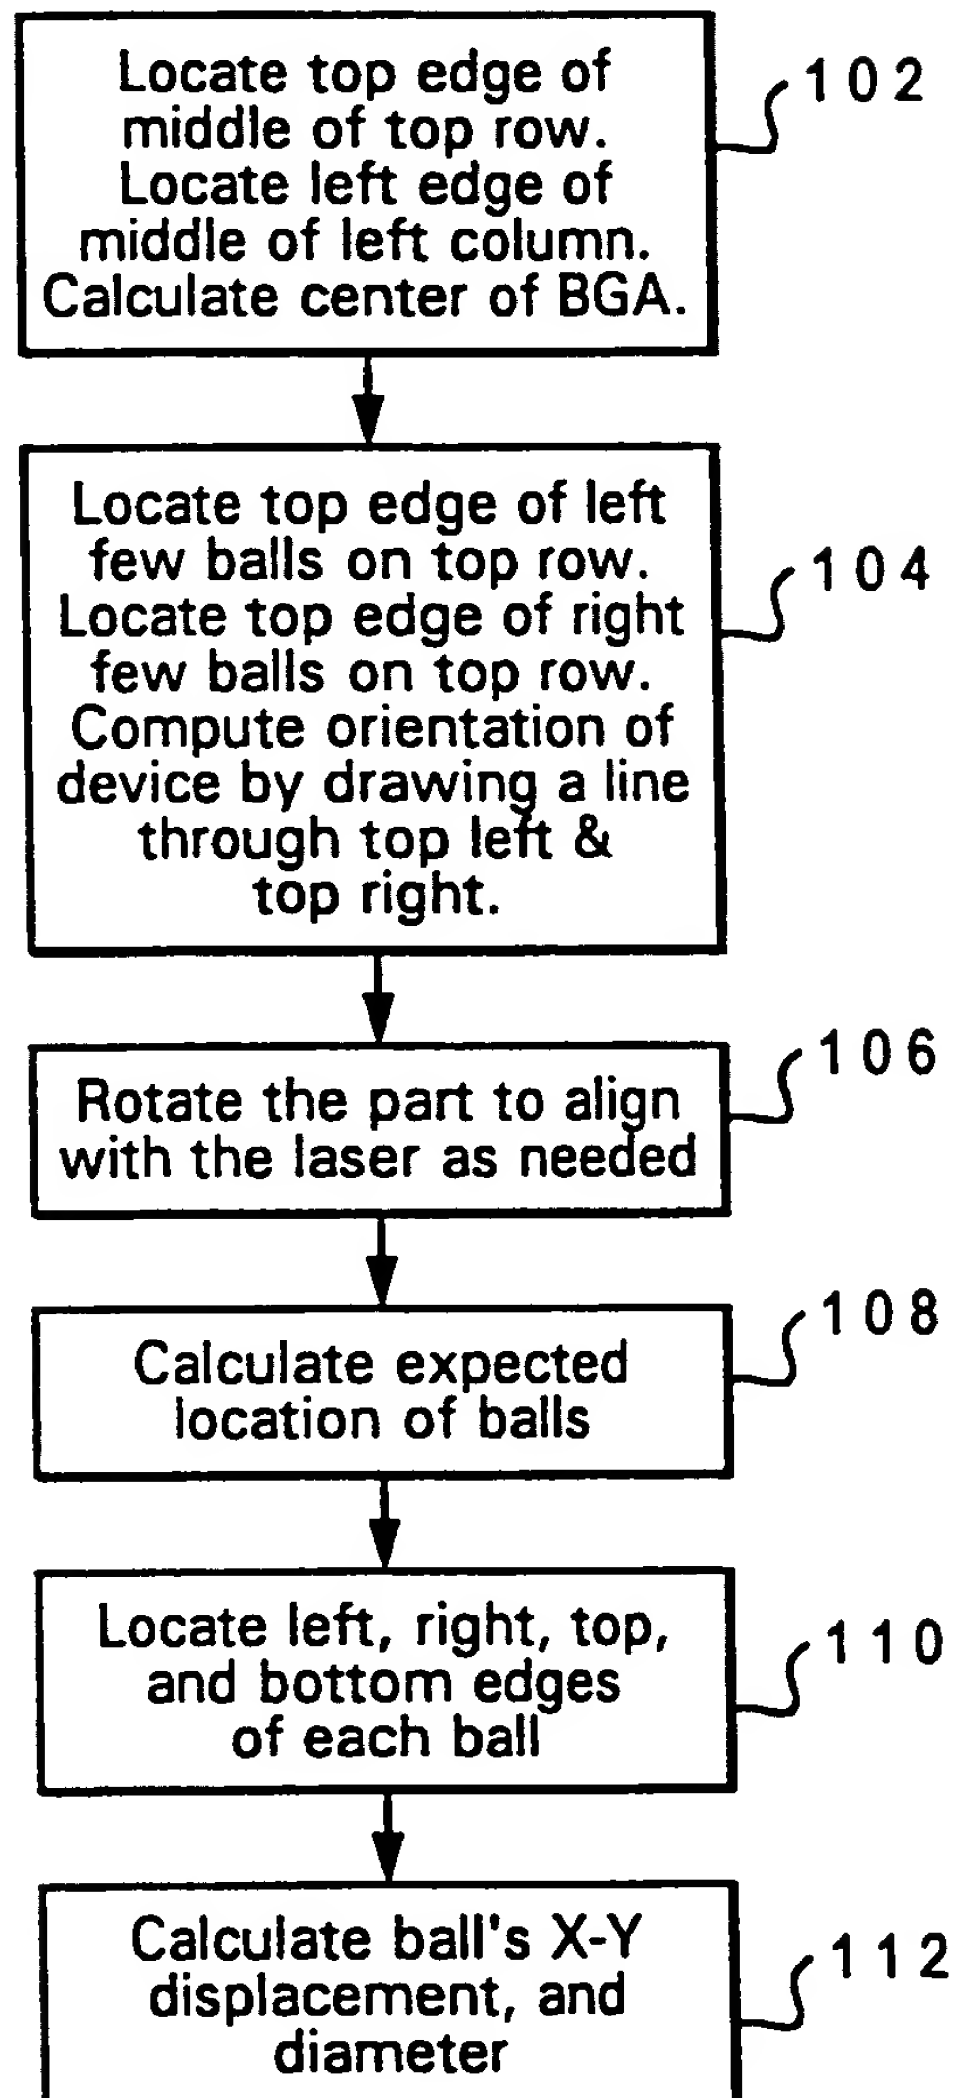 Locate top edge of
middle of top row.
Locate left edge of
middle of left column.
Calculate center of BGA.
102
Locate top edge of left
few balls on top row.
Locate top edge of right
few balls on top row.
Compute orientation of
device by drawing a line
through top left &
top right.
104
Rotate the part to align
with the laser as needed
106
Calculate expected
location of balls
108
Locate left, right, top,
and bottom edges
of each ball
110
Calculate ball's X-Y
displacement, and
diameter
112